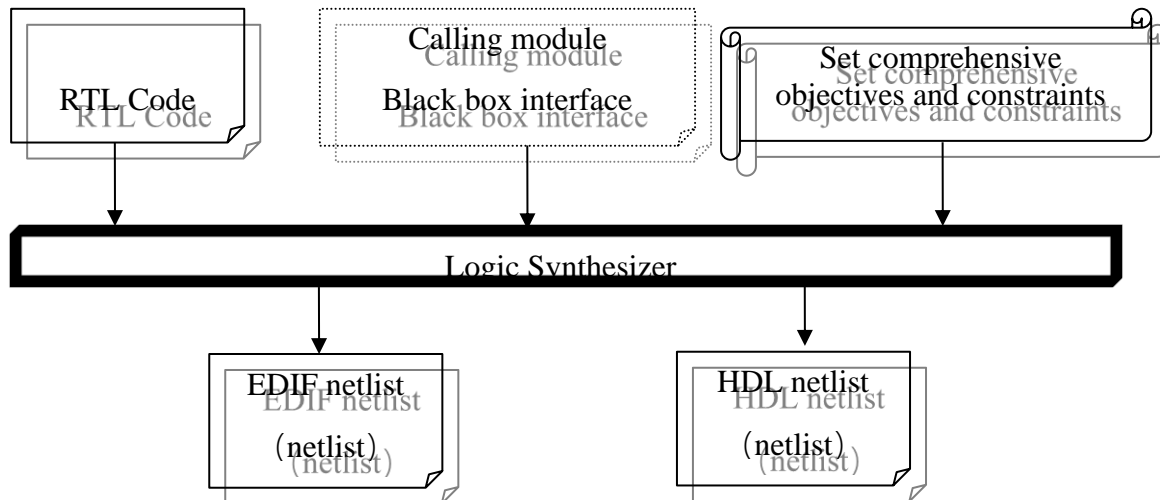 RTL Code
Calling module
Black box interface
Set comprehensive
objectives and constraints
Logic Synthesizer
EDIF netlist
（netlist）
HDL netlist
（netlist）